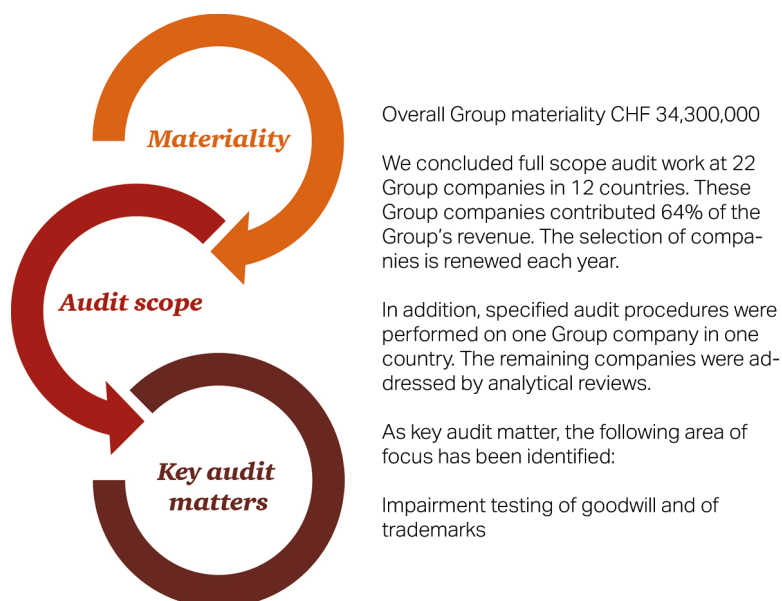 Materiality
Overall Group materiality CHF 34,300,000
We concluded full scope audit work at 22
Group companies in 12 countries. These
Group companies contributed 64% of the
Group’s revenue. The selection of compa-
nies is renewed each year.
Audit scope
In addition, specified audit procedures were
performed on one Group company in one
country. The remaining companies were ad-
dressed by analytical reviews.
As key audit matter, the following area of
focus has been identified:
Key audit
matters
Impairment testing of goodwill and of
trademarks